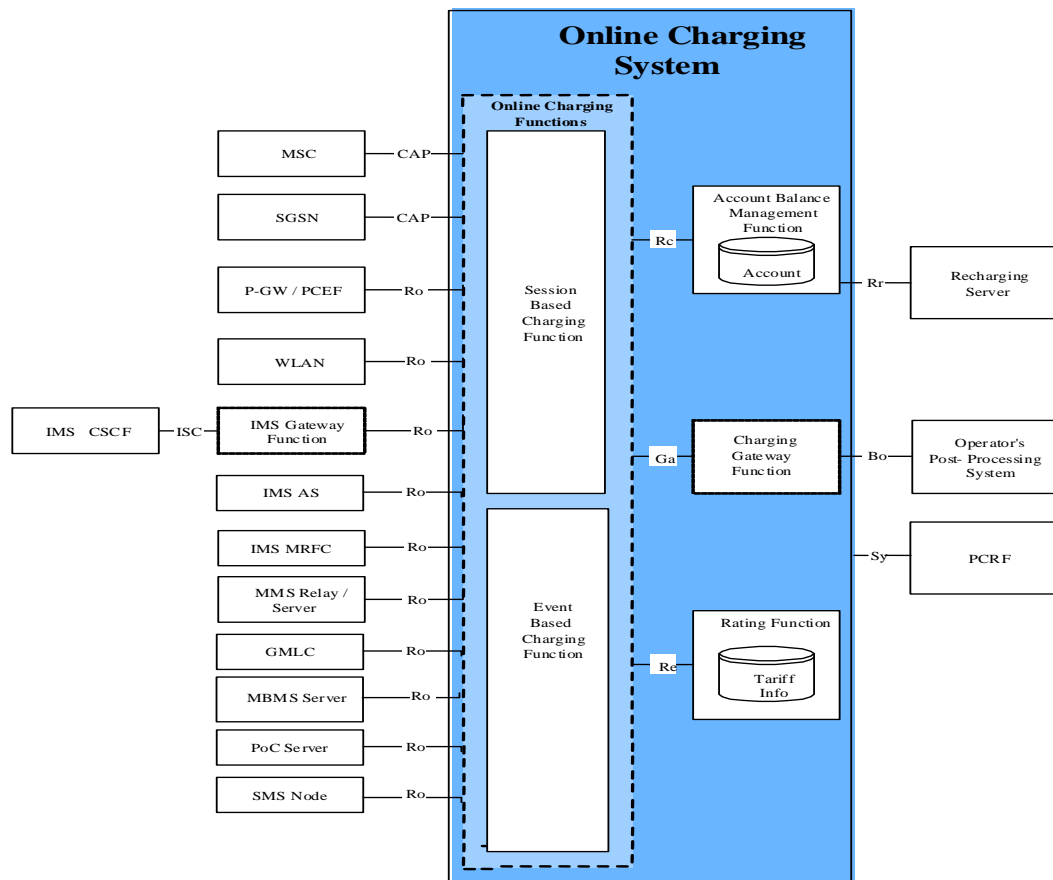 Online Charging
System
Online Charging
Functions
MSC
CAP
SGSN
CAP
P-GW / PCEF
Ro
WLAN
Ro
IMS CSCF
ISC
IMS Gateway
Function
Ro
IMS AS
Ro
IMS MRFC
Ro
MMS Relay /
Server
Ro
GMLC
Ro
MBMS Server
Ro
PoC Server
Ro
SMS Node
Ro
Session
Based
Charging
Function
Event
Based
Charging
Function
Rc
Account Balance
Management
Function
Account
Rr
Recharging
Server
Ga
Charging
Gateway
Function
Bo
Operator's
Post- Processing
System
Sy
PCRF
Re
Rating Function
Tariff
Info